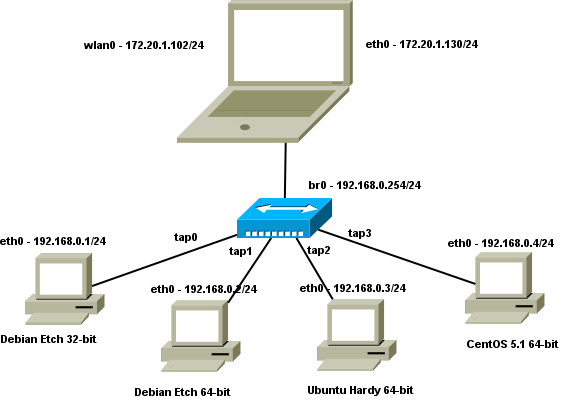 wlan0 - 172.20.1.102/24
eth0 - 172.20.1.130/24
br0 - 192.168.0.254/24
tap0
tap1
tap2
tap3
eth0 - 192.168.0.1/24
eth0 - 192.168.0.2/24
eth0 - 192.168.0.3/24
eth0 - 192.168.0.4/24
Debian Etch 32-bit
Debian Etch 64-bit
Ubuntu Hardy 64-bit
CentOS 5.1 64-bit